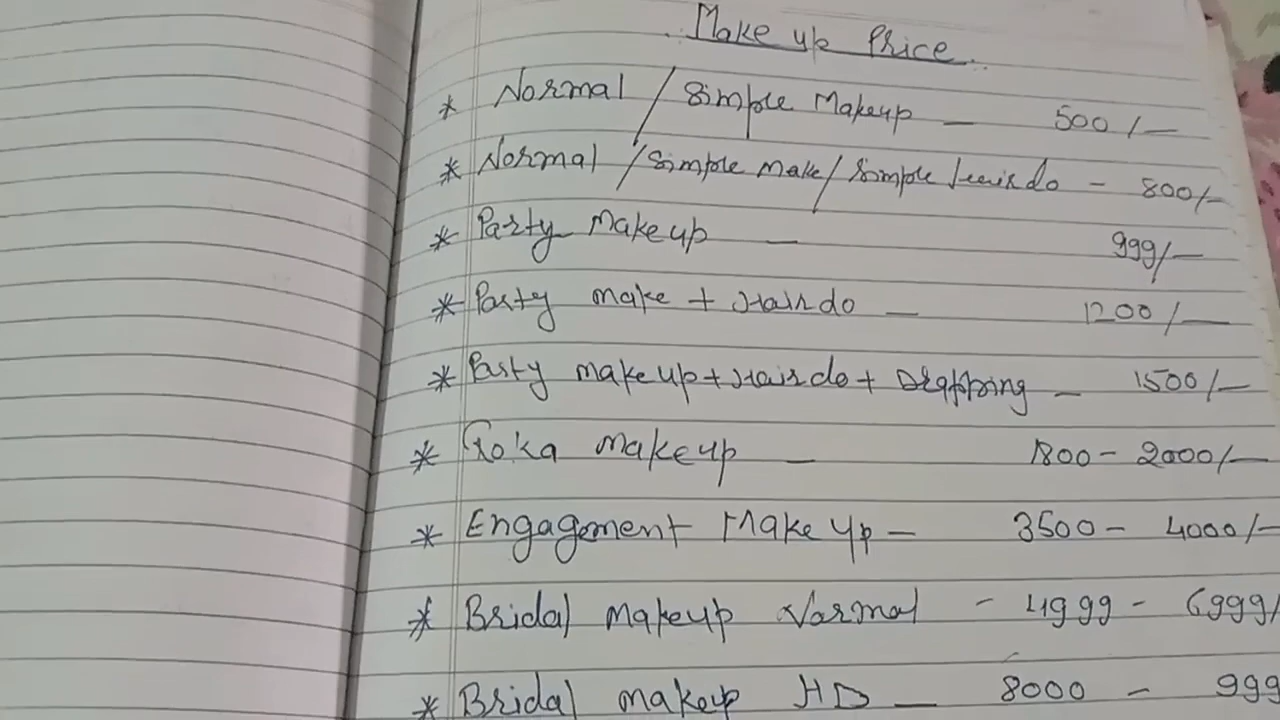 Make up Price
* Normal / Simple Makeup — 500/—
* Normal /Simple Make/ Simple hairdo - 800/-
* Party Makeup — 999/—
* Party make + Hairdo — 1200/—
* Party makeup+Hairdo+ Drapping — 1500/—
* Roka makeup — 1800 - 2000/—
* Engagement Make Up - 3500 - 4000/—
* Bridal makeup Normal - 4999 - 6999/
* Bridal makeup HD — 8000 - 999